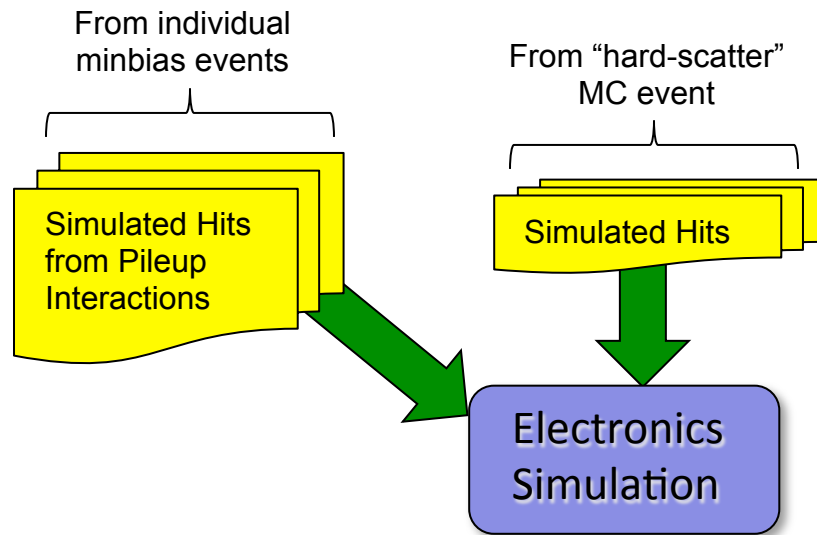 From individual
minbias events
From “hard-scatter”
MC event
Simulated Hits
from Pileup
Interactions
Simulated Hits
Electronics
Simulation